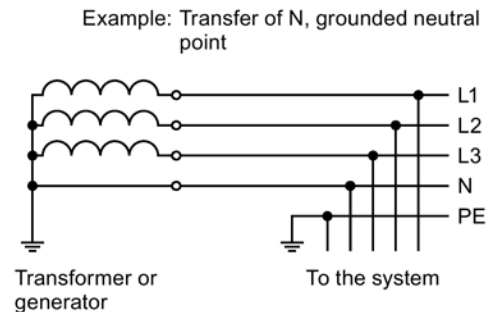 Example: Transfer of N, grounded neutral
point
L1
L2
L3
N
PE
Transformer or
generator
To the system